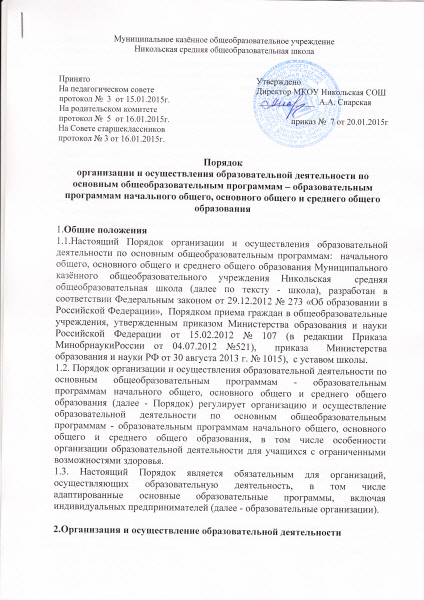 Муниципальное казённое общеобразовательное учреждение
Никольская средняя общеобразовательная школа
Принято
На педагогическом совете
протокол № 3 от 15.01.2015г.
На родительском комитете
протокол № 5 от 16.01.2015г.
На Совете старшеклассников
протокол № 3 от 16.01.2015г.
Утверждено
Директор МКОУ Никольская СОШ
А.А. Сиарская
приказ № 7 от 20.01.2015г
Порядок
организации и осуществления образовательной деятельности по
основным общеобразовательным программам – образовательным
программам начального общего, основного общего и среднего общего
образования
1.Общие положения
1.1.Настоящий Порядок организации и осуществления образовательной
деятельности по основным общеобразовательным программам: начального
общего, основного общего и среднего общего образования Муниципального
казённого общеобразовательного учреждения Никольская средняя
общеобразовательная школа (далее по тексту - школа), разработан в
соответствии Федеральным законом от 29.12.2012 № 273 «Об образовании в
Российской Федерации», Порядком приема граждан в общеобразовательные
учреждения, утвержденным приказом Министерства образования и науки
Российской Федерации от 15.02.2012 № 107 (в редакции Приказа
МинобрнаукиРоссии от 04.07.2012 №521), приказа Министерства
образования и науки РФ от 30 августа 2013 г. № 1015), с уставом школы.
1.2. Порядок организации и осуществления образовательной деятельности по
основным общеобразовательным программам - образовательным
программам начального общего, основного общего и среднего общего
образования (далее - Порядок) регулирует организацию и осуществление
образовательной деятельности по основным общеобразовательным
программам - образовательным программам начального общего, основного
общего и среднего общего образования, в том числе особенности
организации образовательной деятельности для учащихся с ограниченными
возможностями здоровья.
1.3. Настоящий Порядок является обязательным для организаций,
осуществляющих образовательную деятельность, в том числе
адаптированные основные образовательные программы, включая
индивидуальных предпринимателей (далее - образовательные организации).
2.Организация и осуществление образовательной деятельности